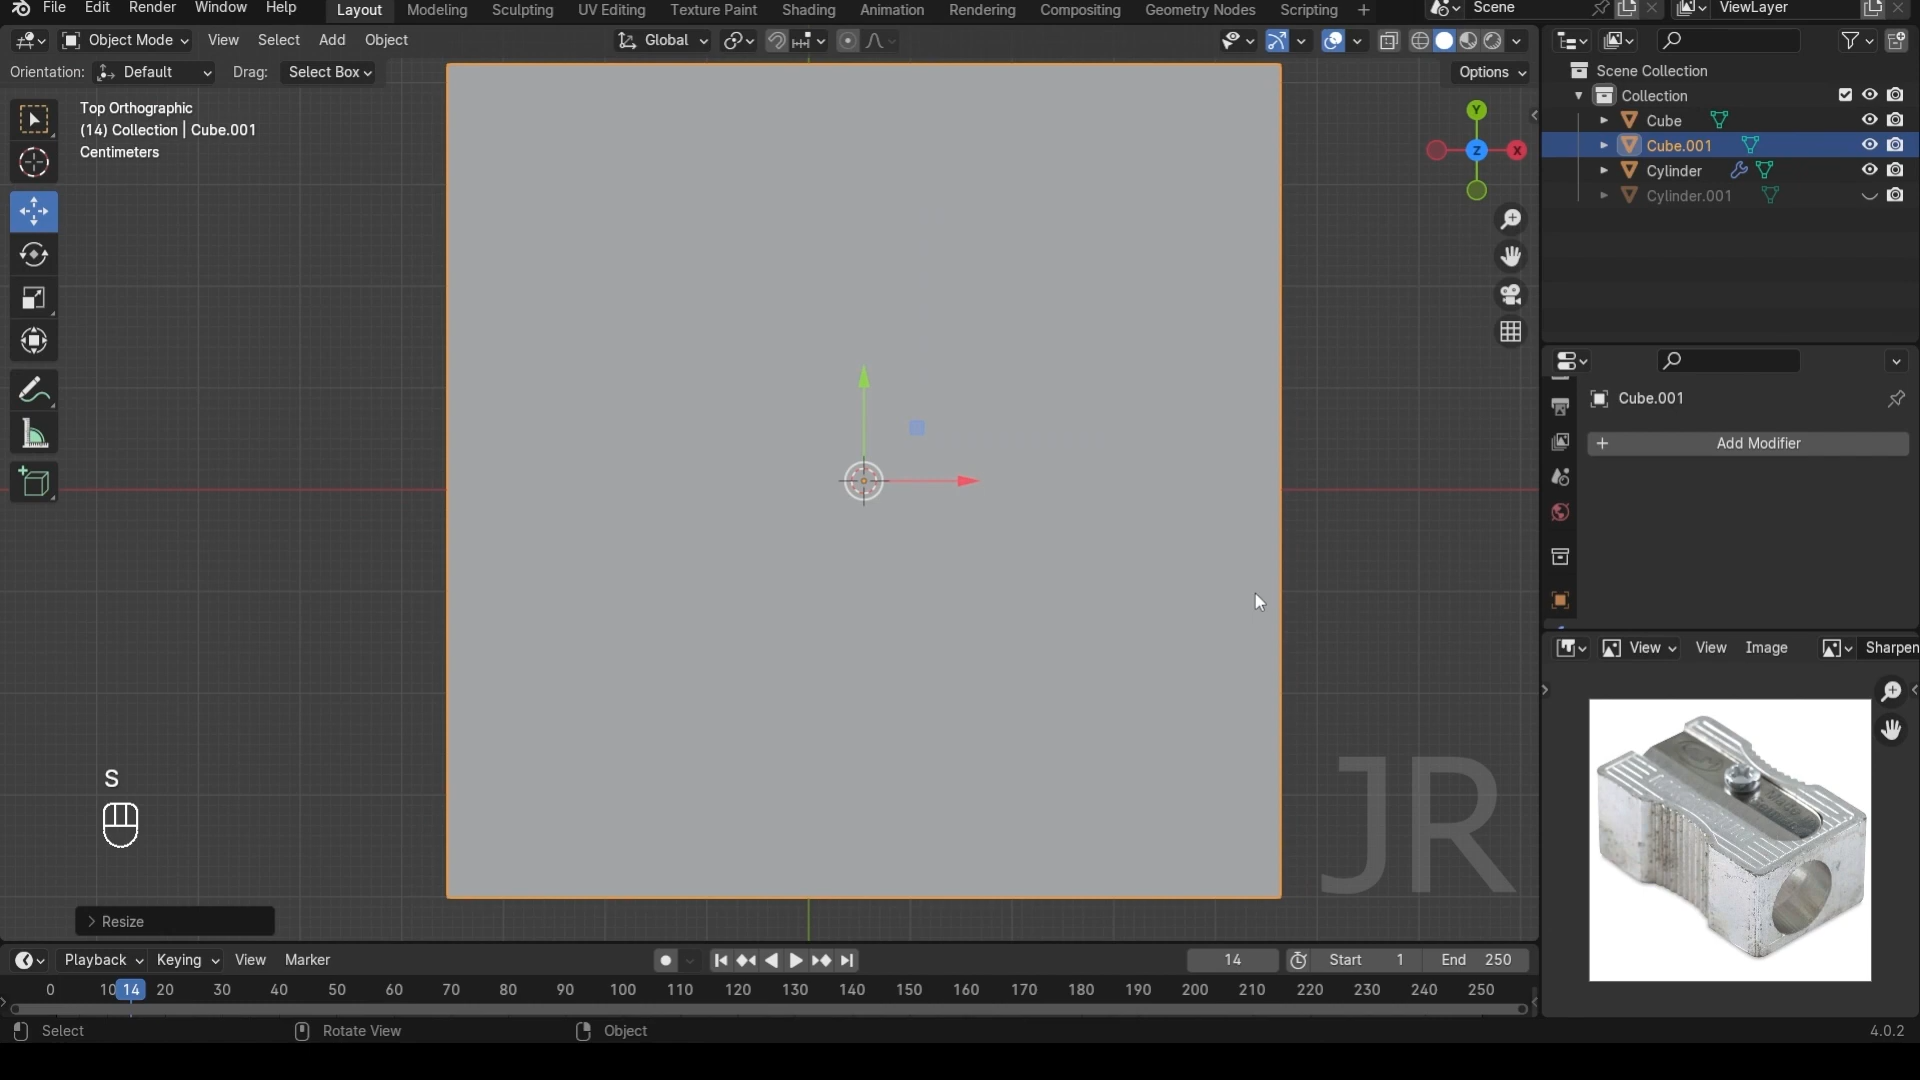 File Edit Render Window Help Layout Modeling Sculpting UV Editing Texture Paint Shading Animation Rendering Compositing Geometry Nodes Scripting + Scene ViewLayer
Object Mode View Select Add Object Global
Orientation: Default Drag: Select Box Options
Top Orthographic
(14) Collection | Cube.001
Centimeters
Y
Z
X
Scene Collection
Collection
Cube
Cube.001
Cylinder
Cylinder.001
Cube.001
+ Add Modifier
View View Image Sharpen
S
JR
Resize
Playback Keying View Marker 14 Start 1 End 250
0 10 14 20 30 40 50 60 70 80 90 100 110 120 130 140 150 160 170 180 190 200 210 220 230 240 250
Select Rotate View Object 4.0.2